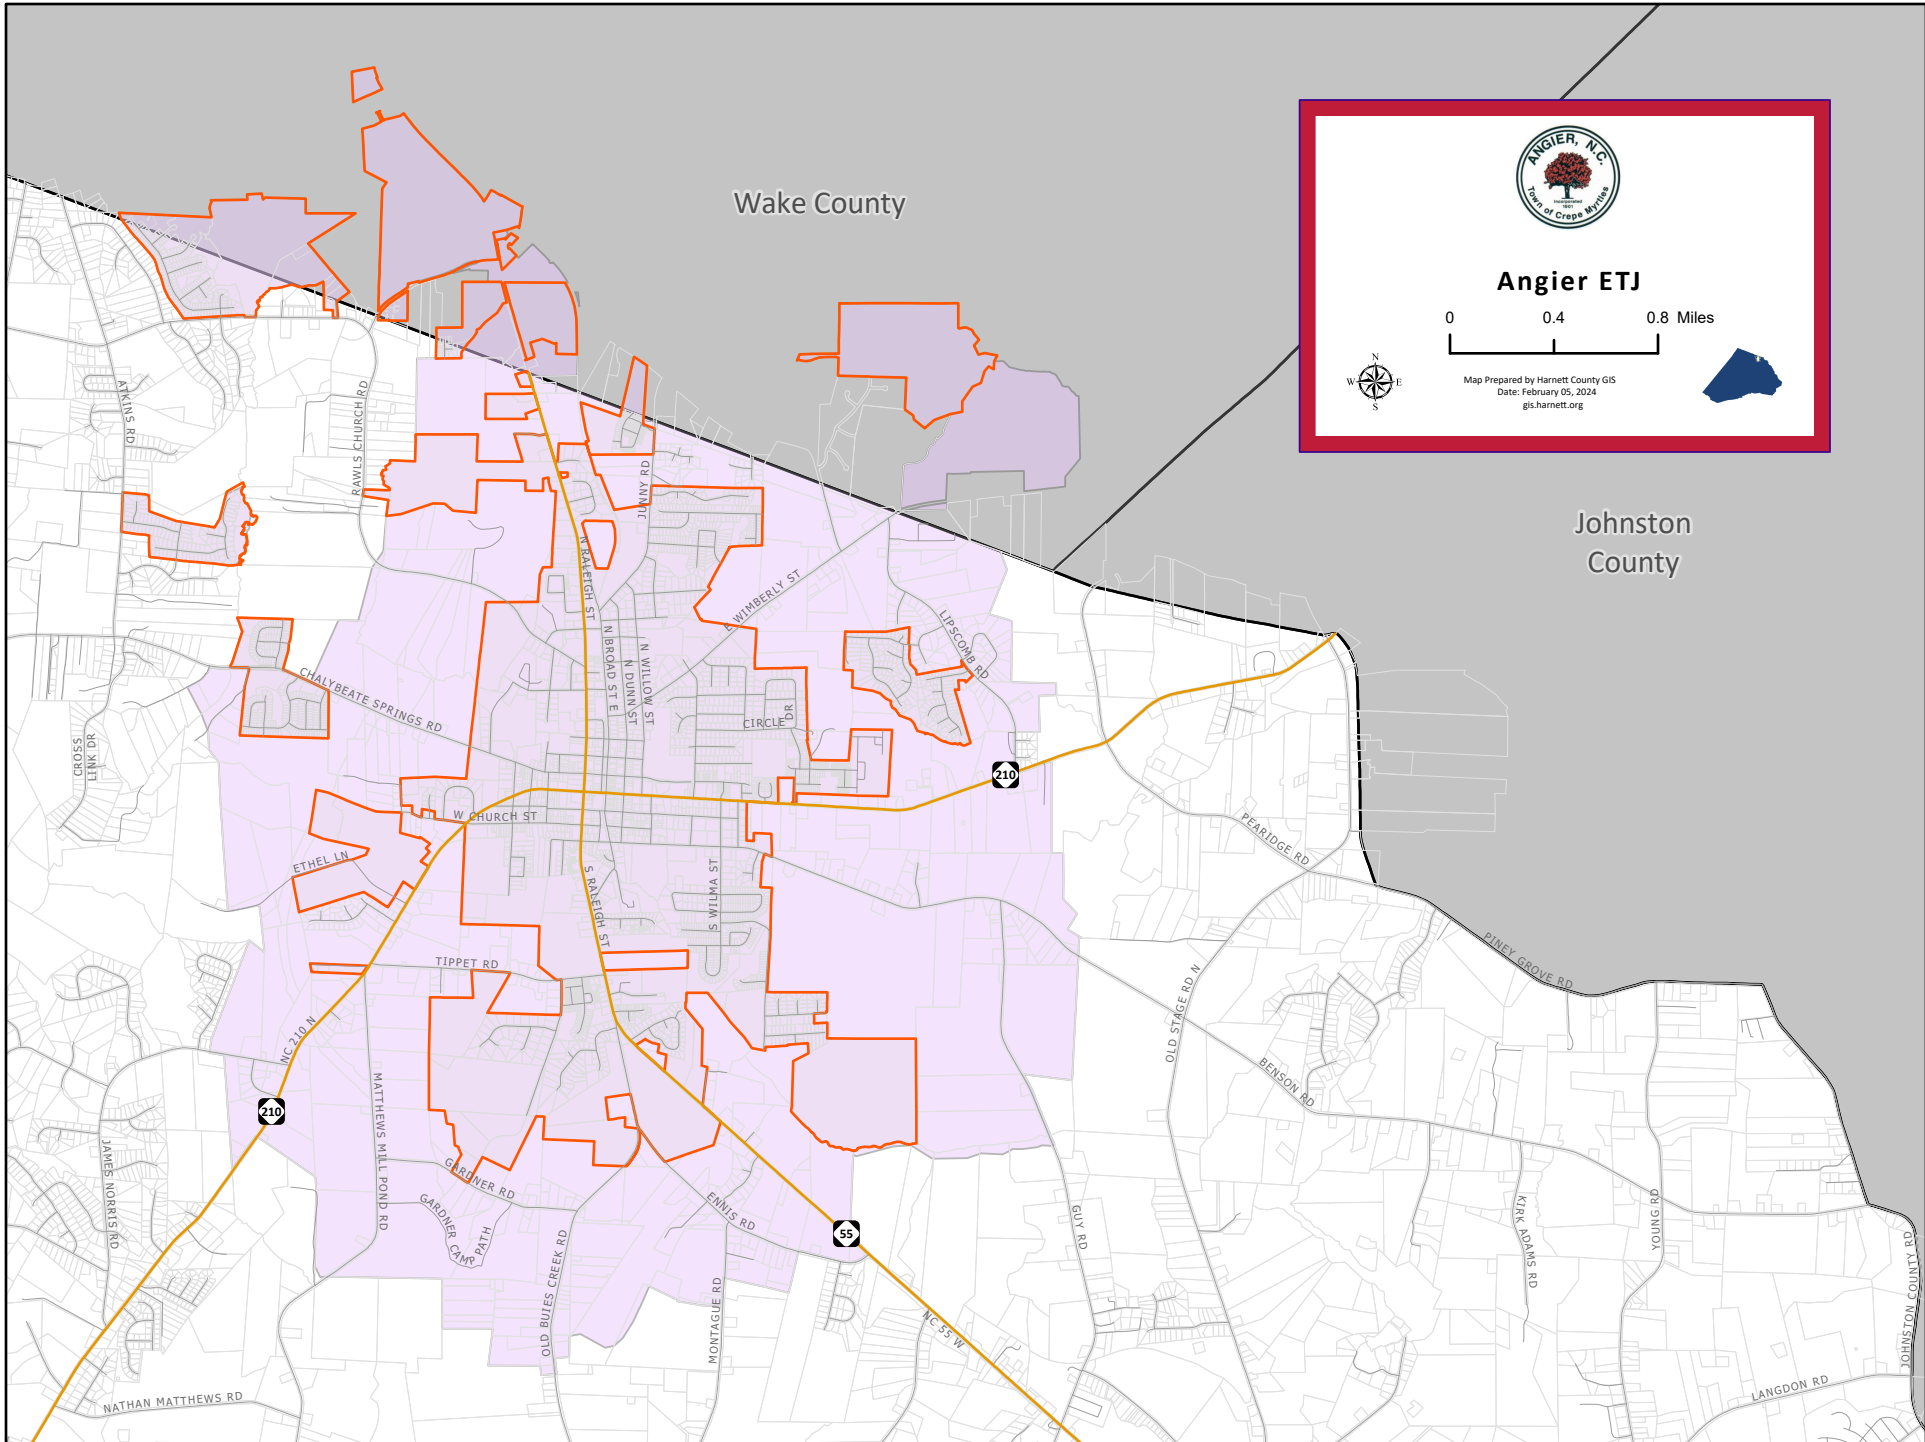 Wake County
ANGIER, N.C.
Incorporated
1901
Town of Crepe Myrtles
Angier ETJ
0 0.4 0.8 Miles
N
W E
S
Map Prepared by Harnett County GIS
Date: February 05, 2024
gis.harnett.org
Johnston
County
ATKINS RD
RAWLS CHURCH RD
JUNNY RD
N RALEIGH ST
E WIMBERLY ST
LIPSCOMB RD
N BROAD ST E
N DUNN ST
N WILLOW ST
CHALYBEATE SPRINGS RD
CIRCLE
DR
CROSS
LINK DR
210
W CHURCH ST
PEARIDGE RD
ETHEL LN
S RALEIGH ST
S WILMA ST
TIPPET RD
PINEY GROVE RD
OLD STAGE RD N
NC 210 N
BENSON RD
210
MATTHEWS MILL POND RD
JAMES NORRIS RD
GARDNER RD
GARDNER CAMP PATH
ENNIS RD
55
GUY RD
KIRK ADAMS RD
YOUNG RD
OLD BUIES CREEK RD
MONTAGUE RD
NC 55 W
JOHNSTON COUNTY RD
NATHAN MATTHEWS RD
LANGDON RD